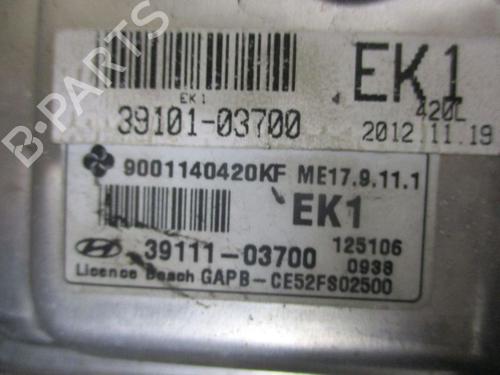 EK1
EK1
420L
39101-03700
2012.11.19
9001140420KF ME17.9.11.1
EK1
39111-03700
125106
0938
Licence Bosch GAPB-CE52FS02500
B-PARTS